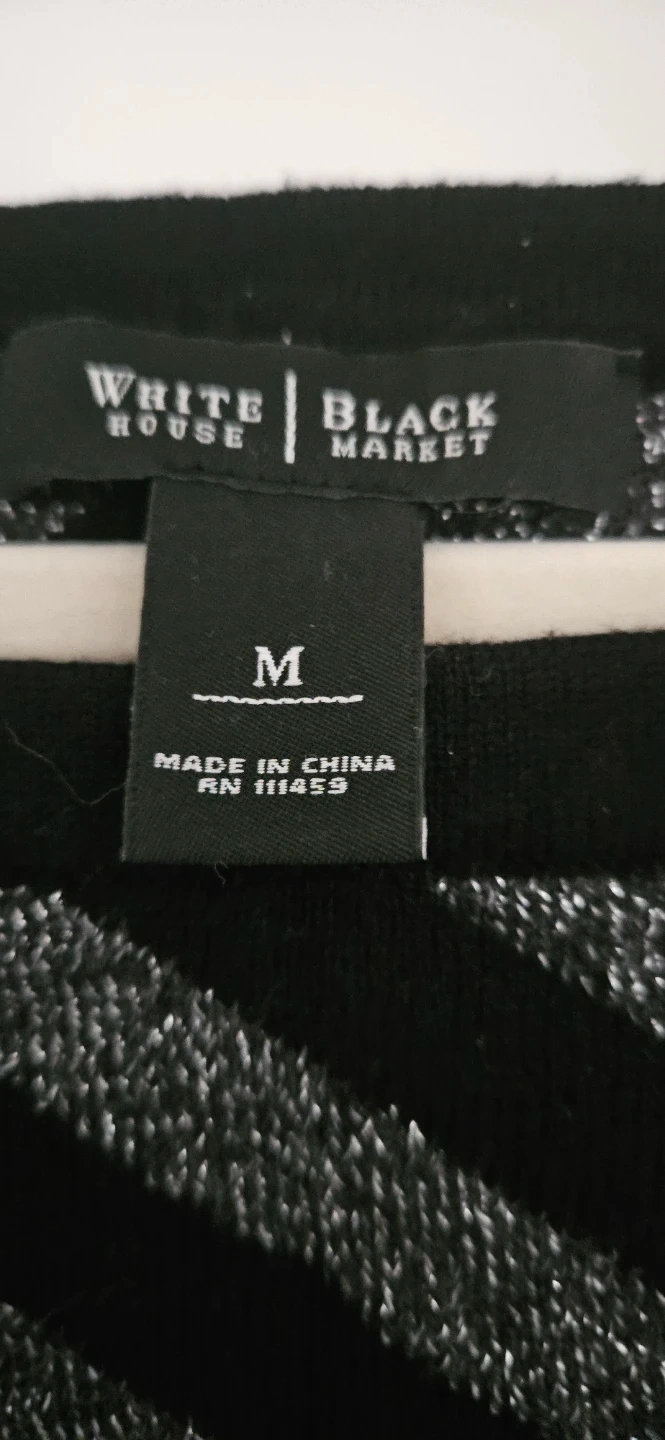 WHITE | BLACK
HOUSE | MARKET
M
MADE IN CHINA
RN 111459